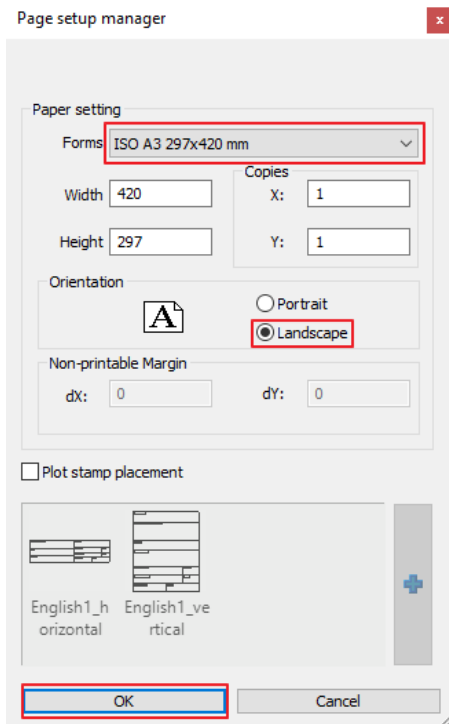 Page setup manager
x
Paper setting
Forms ISO A3 297x420 mm
Copies
Width 420 X: 1
Height 297 Y: 1
Orientation
A
Portrait
Landscape
Non-printable Margin
dX: 0 dY: 0
Plot stamp placement
English1_h
orizontal
English1_ve
rtical
OK Cancel